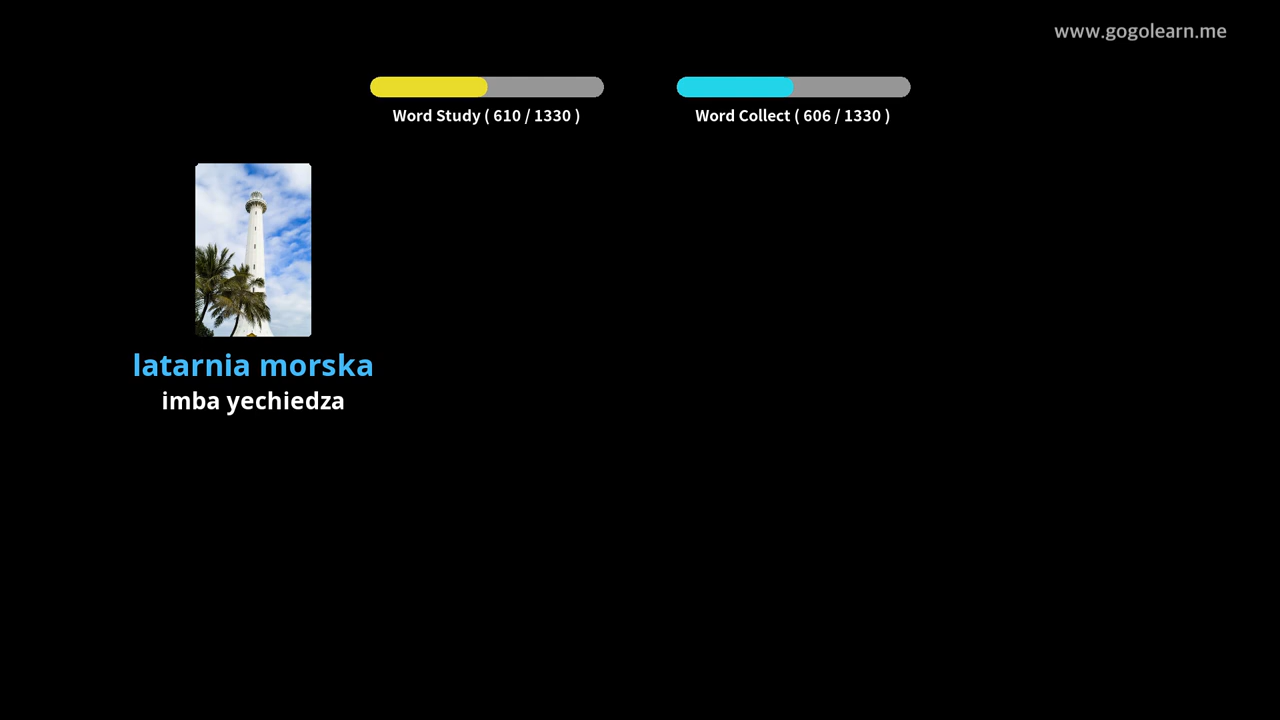 www.gogolearn.me
Word Study ( 610 / 1330 )
Word Collect ( 606 / 1330 )
latarnia morska
imba yechiedza